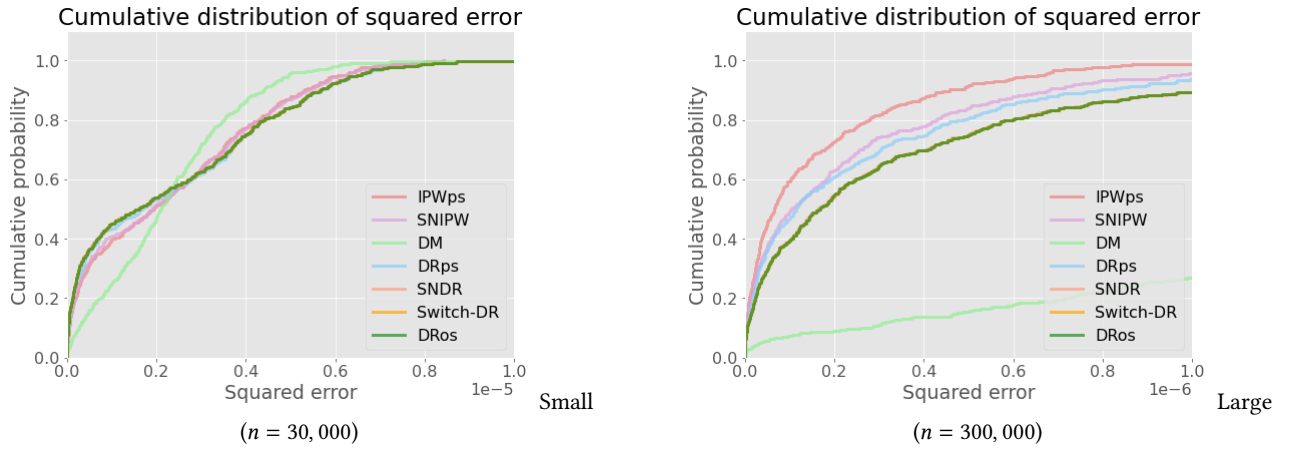 Cumulative distribution of squared error
Cumulative probability
1.0
0.8
0.6
0.4
0.2
0.0
IPWps
SNIPW
DM
DRps
SNDR
Switch-DR
DRos
0.0 0.2 0.4 0.6 0.8 1.0
Squared error
1e−5
Small
(n = 30, 000)
Cumulative distribution of squared error
Cumulative probability
1.0
0.8
0.6
0.4
0.2
0.0
IPWps
SNIPW
DM
DRps
SNDR
Switch-DR
DRos
0.0 0.2 0.4 0.6 0.8 1.0
Squared error
1e−6
Large
(n = 300, 000)